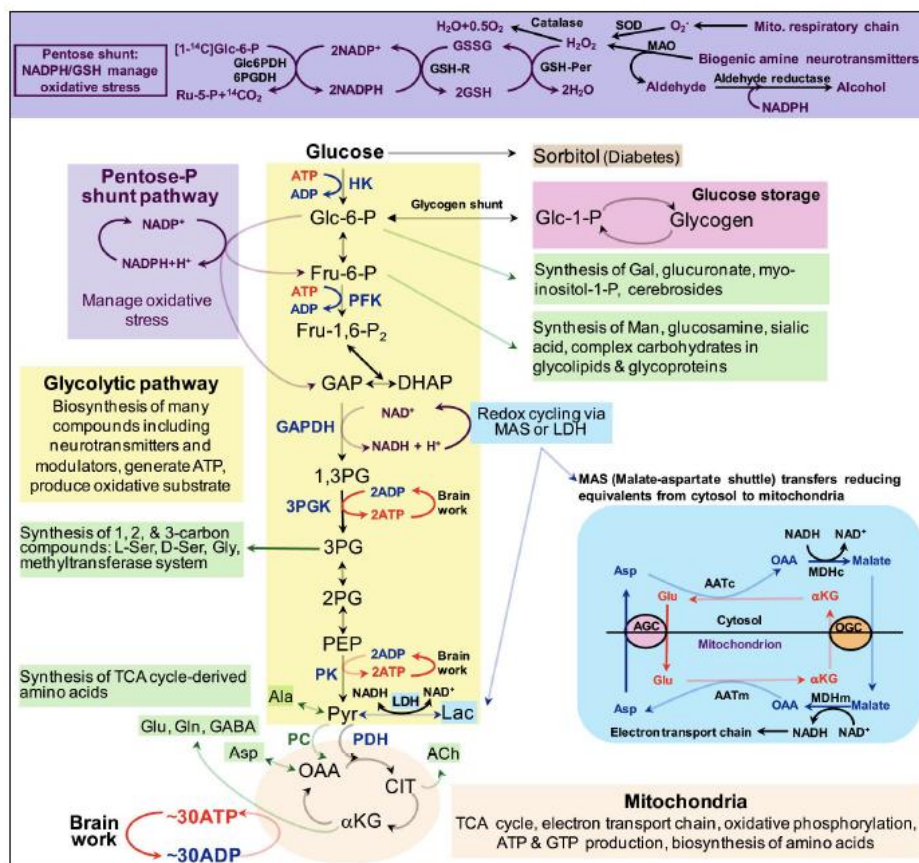 Pentose shunt:
NADPH/GSH manage
oxidative stress
[1-¹⁴C]Glc-6-P
Glc6PDH
6PGDH
Ru-5-P+¹⁴CO₂
2NADP⁺
2NADPH
H₂O+0.5O₂
GSSG
GSH-R
2GSH
Catalase
H₂O₂
GSH-Per
2H₂O
SOD
O₂⁻
Mito. respiratory chain
MAO
Biogenic amine neurotransmitters
Aldehyde reductase
Aldehyde
Alcohol
NADPH
Glucose
Sorbitol (Diabetes)
ATP
ADP
HK
Pentose-P
shunt pathway
NADP⁺
NADPH+H⁺
Manage oxidative
stress
Glc-6-P
Glycogen shunt
Glucose storage
Glc-1-P
Glycogen
Fru-6-P
ATP
ADP
PFK
Fru-1,6-P₂
Synthesis of Gal, glucuronate, myo-
inositol-1-P, cerebrosides
Synthesis of Man, glucosamine, sialic
acid, complex carbohydrates in
glycolipids & glycoproteins
Glycolytic pathway
Biosynthesis of many
compounds including
neurotransmitters and
modulators, generate ATP,
produce oxidative substrate
GAP
DHAP
GAPDH
NAD⁺
NADH + H⁺
Redox cycling via
MAS or LDH
1,3PG
3PGK
2ADP
2ATP
Brain
work
Synthesis of 1, 2, & 3-carbon
compounds: L-Ser, D-Ser, Gly,
methyltransferase system
3PG
2PG
PEP
PK
2ADP
2ATP
Brain
work
MAS (Malate-aspartate shuttle) transfers reducing
equivalents from cytosol to mitochondria
NADH
NAD⁺
OAA
MDHc
Malate
Asp
AATc
Glu
αKG
AGC
Cytosol
OGC
Mitochondrion
Glu
αKG
AATm
MDHm
Asp
OAA
Malate
Electron transport chain
NADH
NAD⁺
Synthesis of TCA cycle-derived
amino acids
Ala
NADH
LDH
NAD⁺
Pyr
Lac
Glu, Gln, GABA
PC
PDH
Asp
OAA
ACh
CIT
αKG
Brain
work
~30ATP
~30ADP
Mitochondria
TCA cycle, electron transport chain, oxidative phosphorylation,
ATP & GTP production, biosynthesis of amino acids